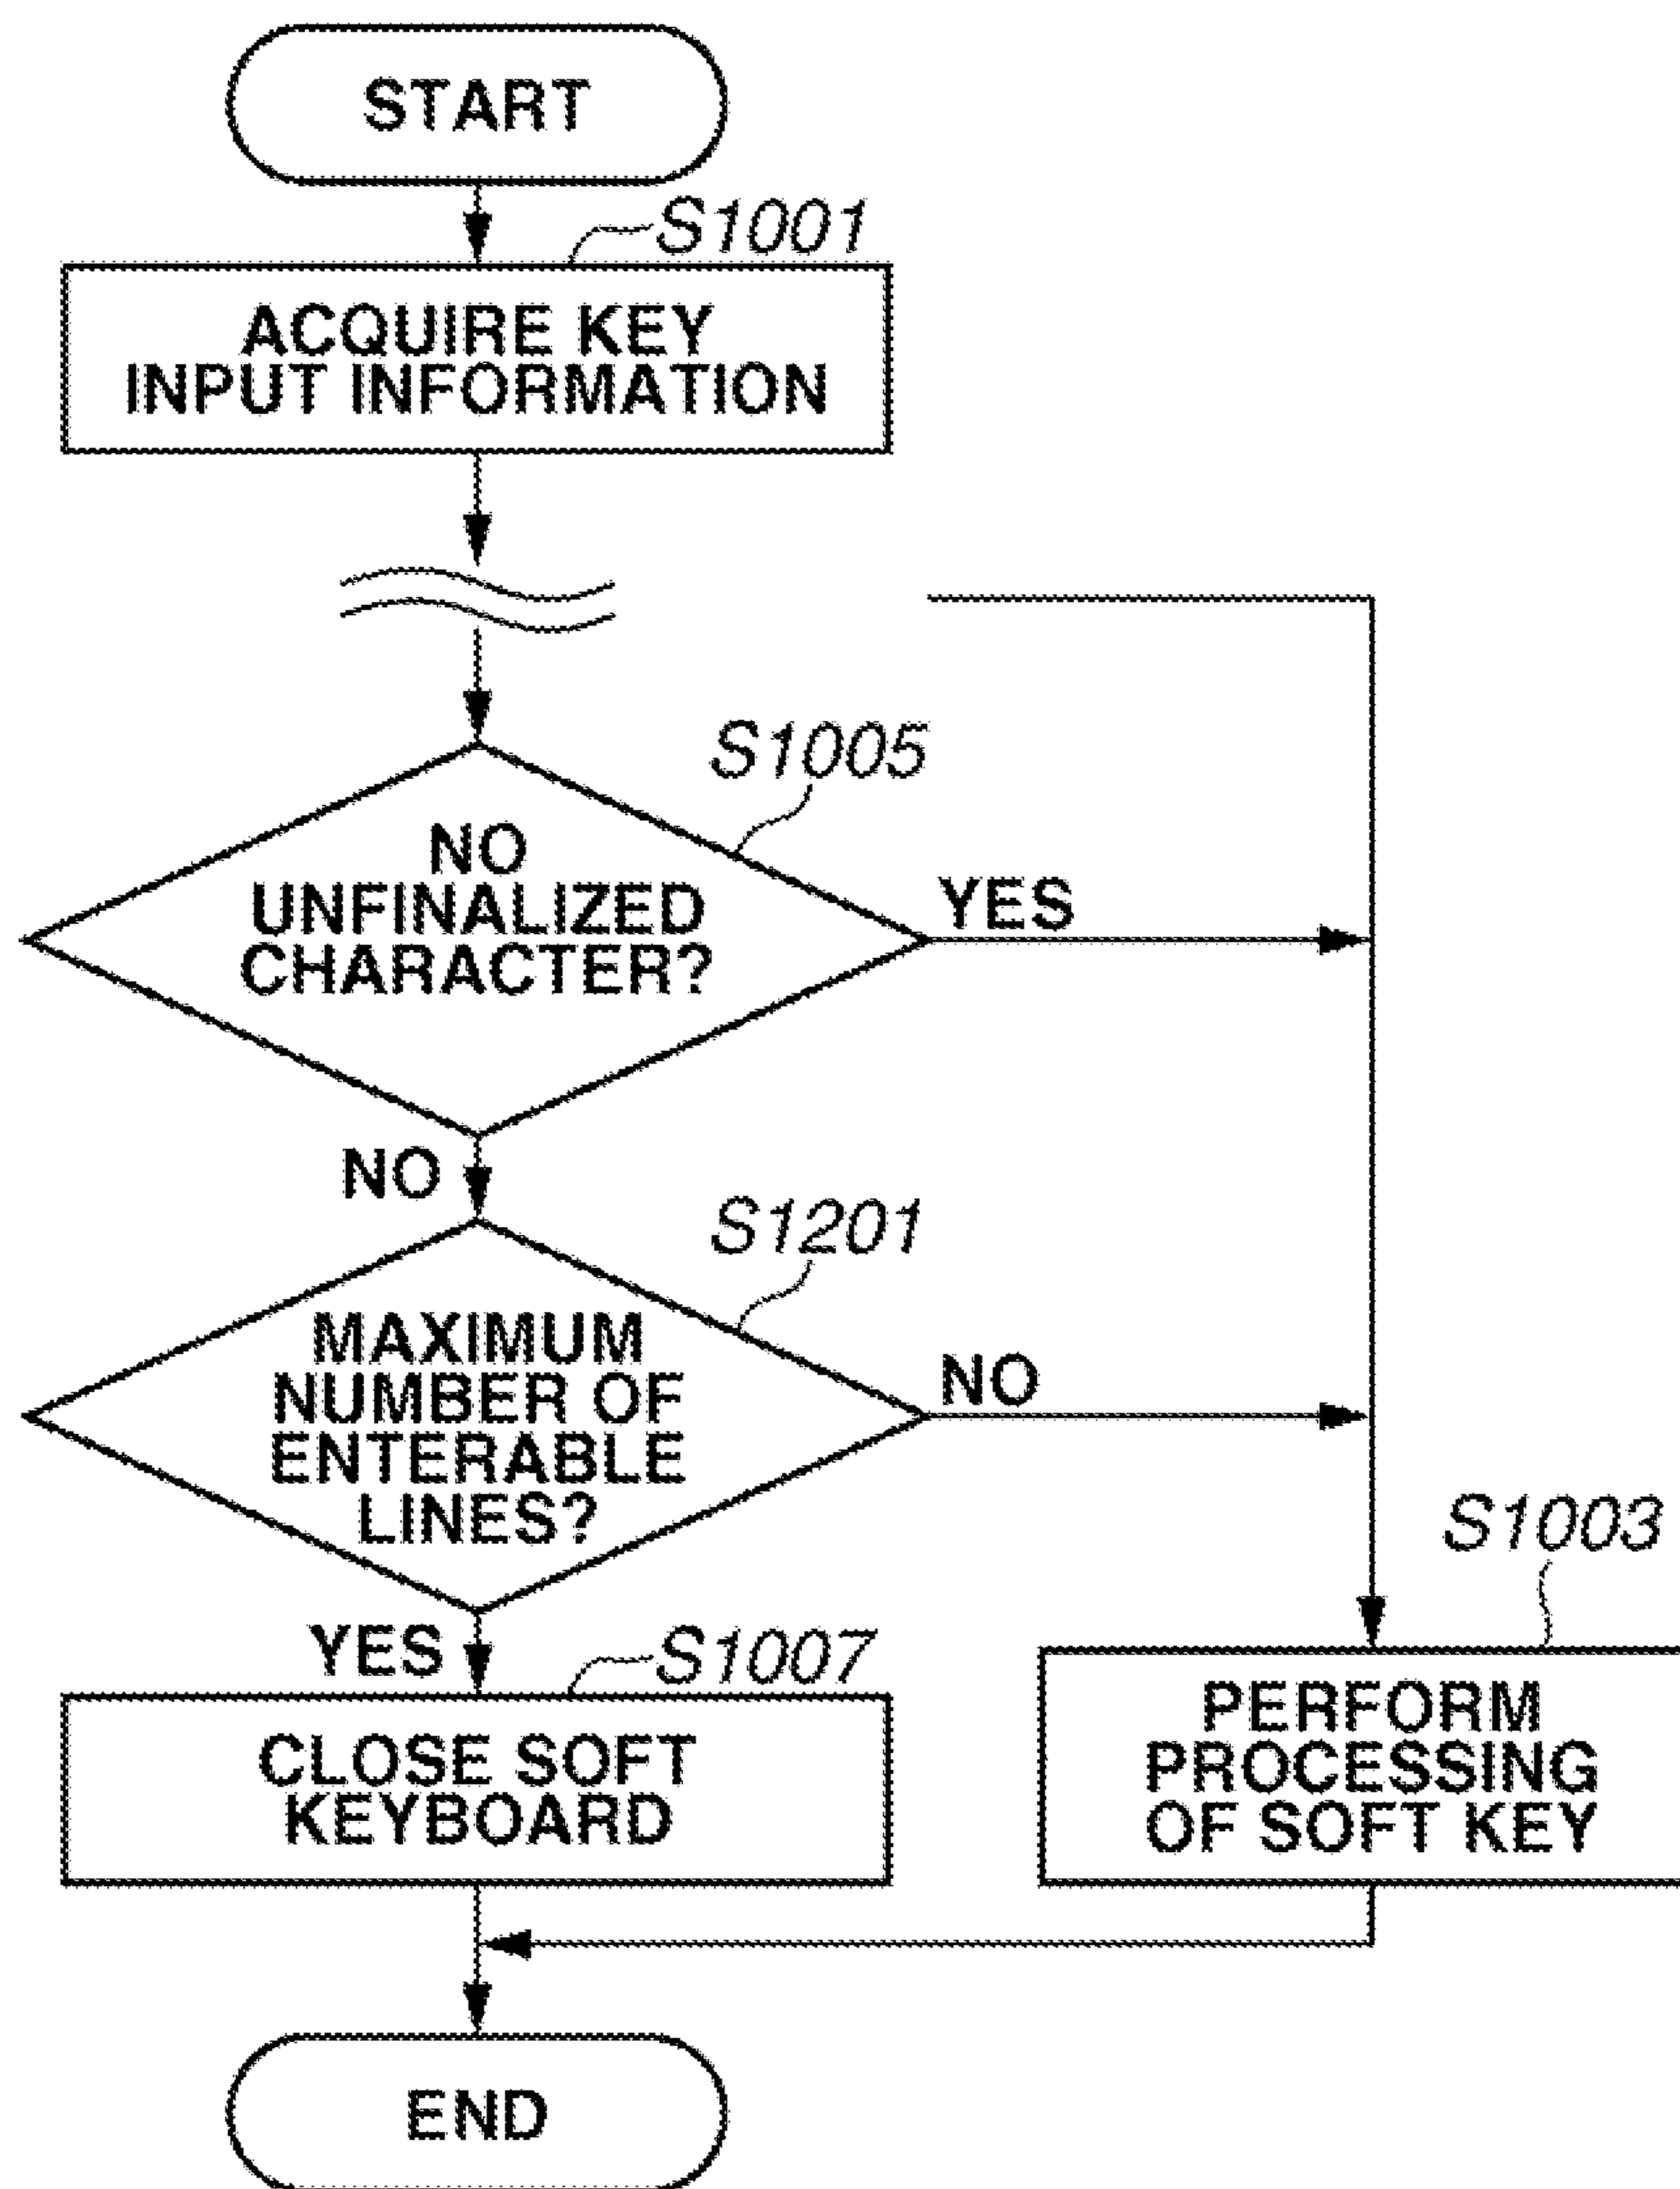 START
S1001
ACQUIRE KEY
INPUT INFORMATION
S1005
NO
UNFINALIZED
CHARACTER?
YES
NO
S1201
MAXIMUM
NUMBER OF
ENTERABLE
LINES?
NO
YES
S1007
CLOSE SOFT
KEYBOARD
S1003
PERFORM
PROCESSING
OF SOFT KEY
END